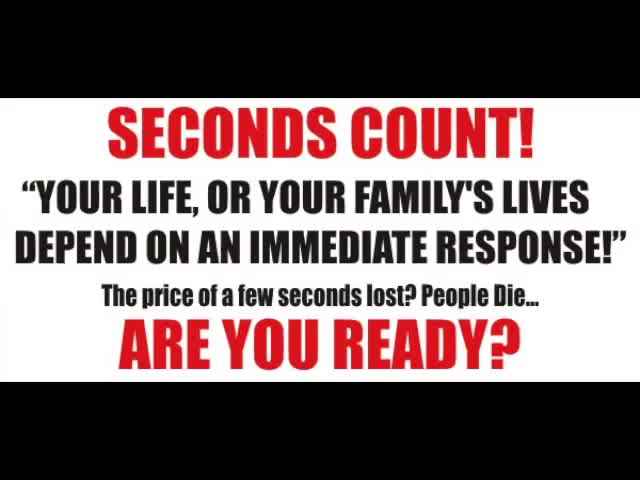 SECONDS COUNT!
“YOUR LIFE, OR YOUR FAMILY'S LIVES
DEPEND ON AN IMMEDIATE RESPONSE!”
The price of a few seconds lost? People Die...
ARE YOU READY?